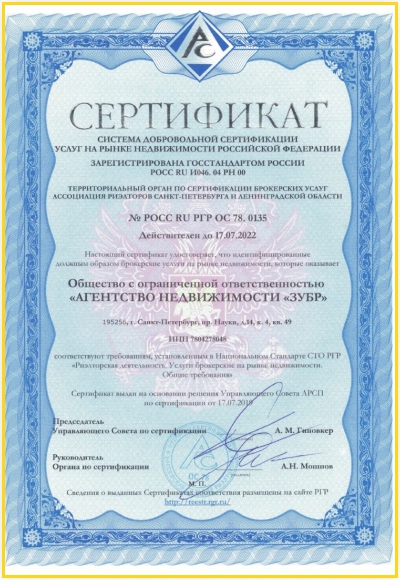 АРС
СЕРТИФИКАТ
СИСТЕМА ДОБРОВОЛЬНОЙ СЕРТИФИКАЦИИ
УСЛУГ НА РЫНКЕ НЕДВИЖИМОСТИ РОССИЙСКОЙ ФЕДЕРАЦИИ
ЗАРЕГИСТРИРОВАНА ГОССТАНДАРТОМ РОССИИ
РОСС RU И046. 04 РН 00
ТЕРРИТОРИАЛЬНЫЙ ОРГАН ПО СЕРТИФИКАЦИИ БРОКЕРСКИХ УСЛУГ
АССОЦИАЦИЯ РИЭЛТОРОВ САНКТ-ПЕТЕРБУРГА И ЛЕНИНГРАДСКОЙ ОБЛАСТИ
№ РОСС RU РГР ОС 78. 0135
Действителен до 17.07.2022
Настоящий сертификат удостоверяет, что идентифицированные
должным образом брокерские услуги на рынке недвижимости, которые оказывает
Общество с ограниченной ответственностью
«АГЕНТСТВО НЕДВИЖИМОСТИ «ЗУБР»
195256, г. Санкт-Петербург, пр. Науки, д.14, к. 4, кв. 49
ИНН 7804278048
соответствуют требованиям, установленным в Национальном Стандарте СТО РГР
«Риэлторская деятельность. Услуги брокерские на рынке недвижимости.
Общие требования»
Сертификат выдан на основании решения Управляющего Совета АРСП
по сертификации от 17.07.2019
Председатель
Управляющего Совета по сертификации
А. М. Гиновкер
Руководитель
Органа по сертификации
А.Н. Мошнов
ОС 78
М. П.
Сведения о выданных Сертификатах соответствия размещены на сайте РГР
http://reestr.rgr.ru/